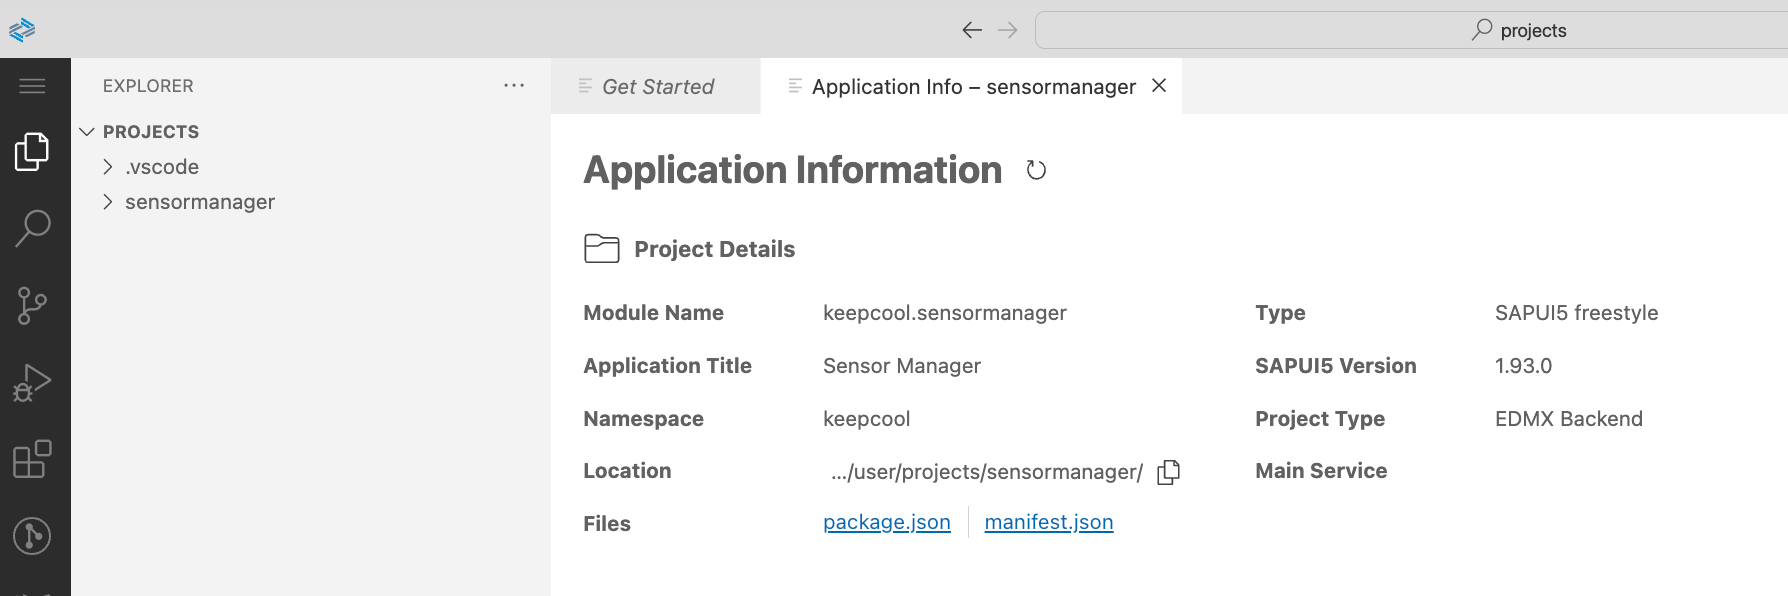 projects
EXPLORER
PROJECTS
.vscode
sensormanager
Get Started
Application Info – sensormanager
Application Information
Project Details
Module Name keepcool.sensormanager Type SAPUI5 freestyle
Application Title Sensor Manager SAPUI5 Version 1.93.0
Namespace keepcool Project Type EDMX Backend
Location .../user/projects/sensormanager/ Main Service
Files package.json manifest.json